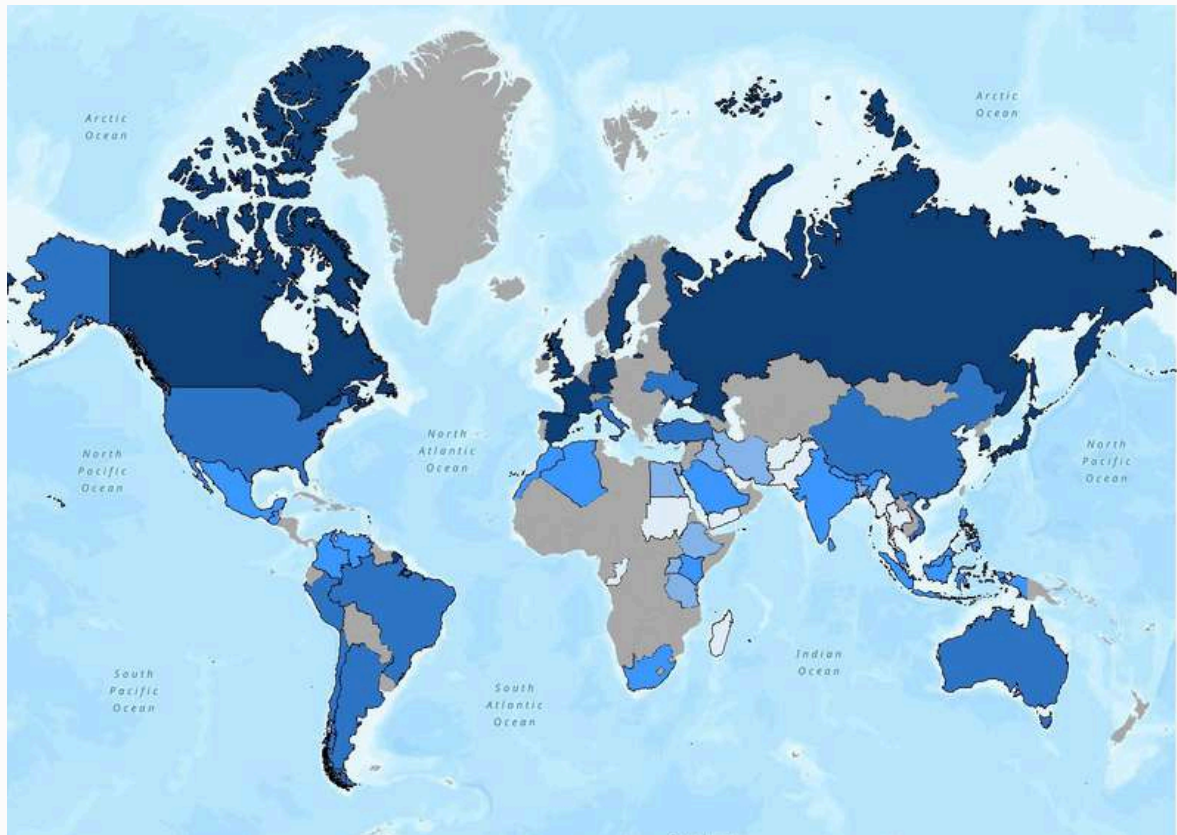 Arctic
Ocean
Arctic
Ocean
North
Pacific
Ocean
North
Atlantic
Ocean
North
Pacific
Ocean
South
Pacific
Ocean
South
Atlantic
Ocean
Indian
Ocean